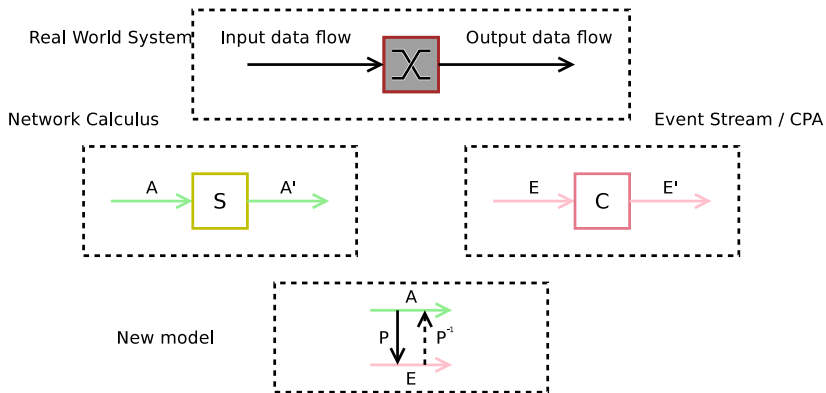 Real World System
Input data flow
Output data flow
Network Calculus
Event Stream / CPA
A
S
A'
E
C
E'
New model
A
P
P⁻¹
E